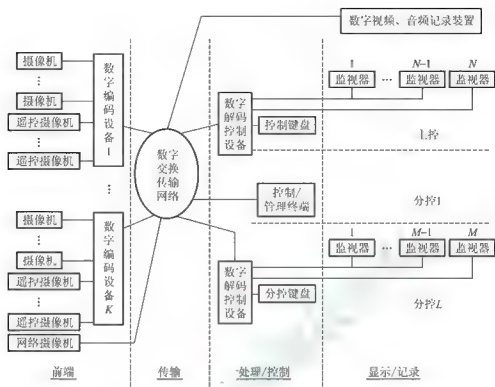 数字视频、音频记录装置
摄像机
⋮
摄像机
遥控摄像机
⋮
遥控摄像机
数字编码设备1
摄像机
⋮
摄像机
遥控摄像机
⋮
遥控摄像机
网络摄像机
数字编码设备K
数字
交换
传输
网络
数字解码控制设备
控制键盘
1 … N-1 N
监视器 监视器 监视器
主控
控制/
管理终端
分控1
数字解码控制设备
分控键盘
1 … M-1 M
监视器 监视器 监视器
分控L
前端 传输 处理/控制 显示/记录